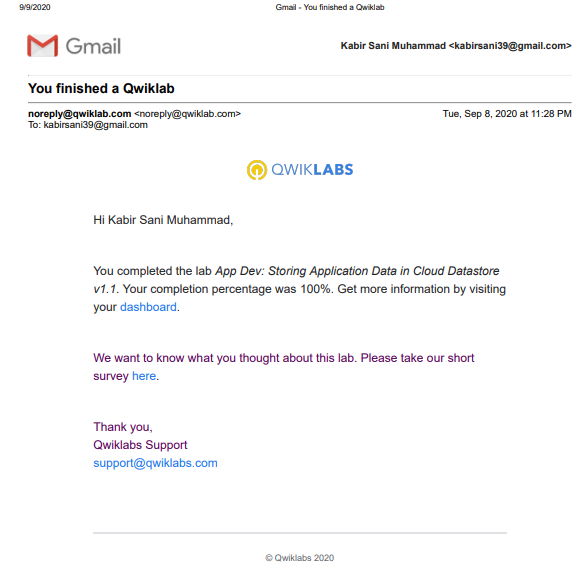 9/9/2020 Gmail - You finished a Qwiklab
Gmail Kabir Sani Muhammad <kabirsani39@gmail.com>
You finished a Qwiklab
noreply@qwiklab.com <noreply@qwiklab.com> Tue, Sep 8, 2020 at 11:28 PM
To: kabirsani39@gmail.com
QWIKLABS
Hi Kabir Sani Muhammad,
You completed the lab App Dev: Storing Application Data in Cloud Datastore
v1.1. Your completion percentage was 100%. Get more information by visiting
your dashboard.
We want to know what you thought about this lab. Please take our short
survey here.
Thank you,
Qwiklabs Support
support@qwiklabs.com
© Qwiklabs 2020